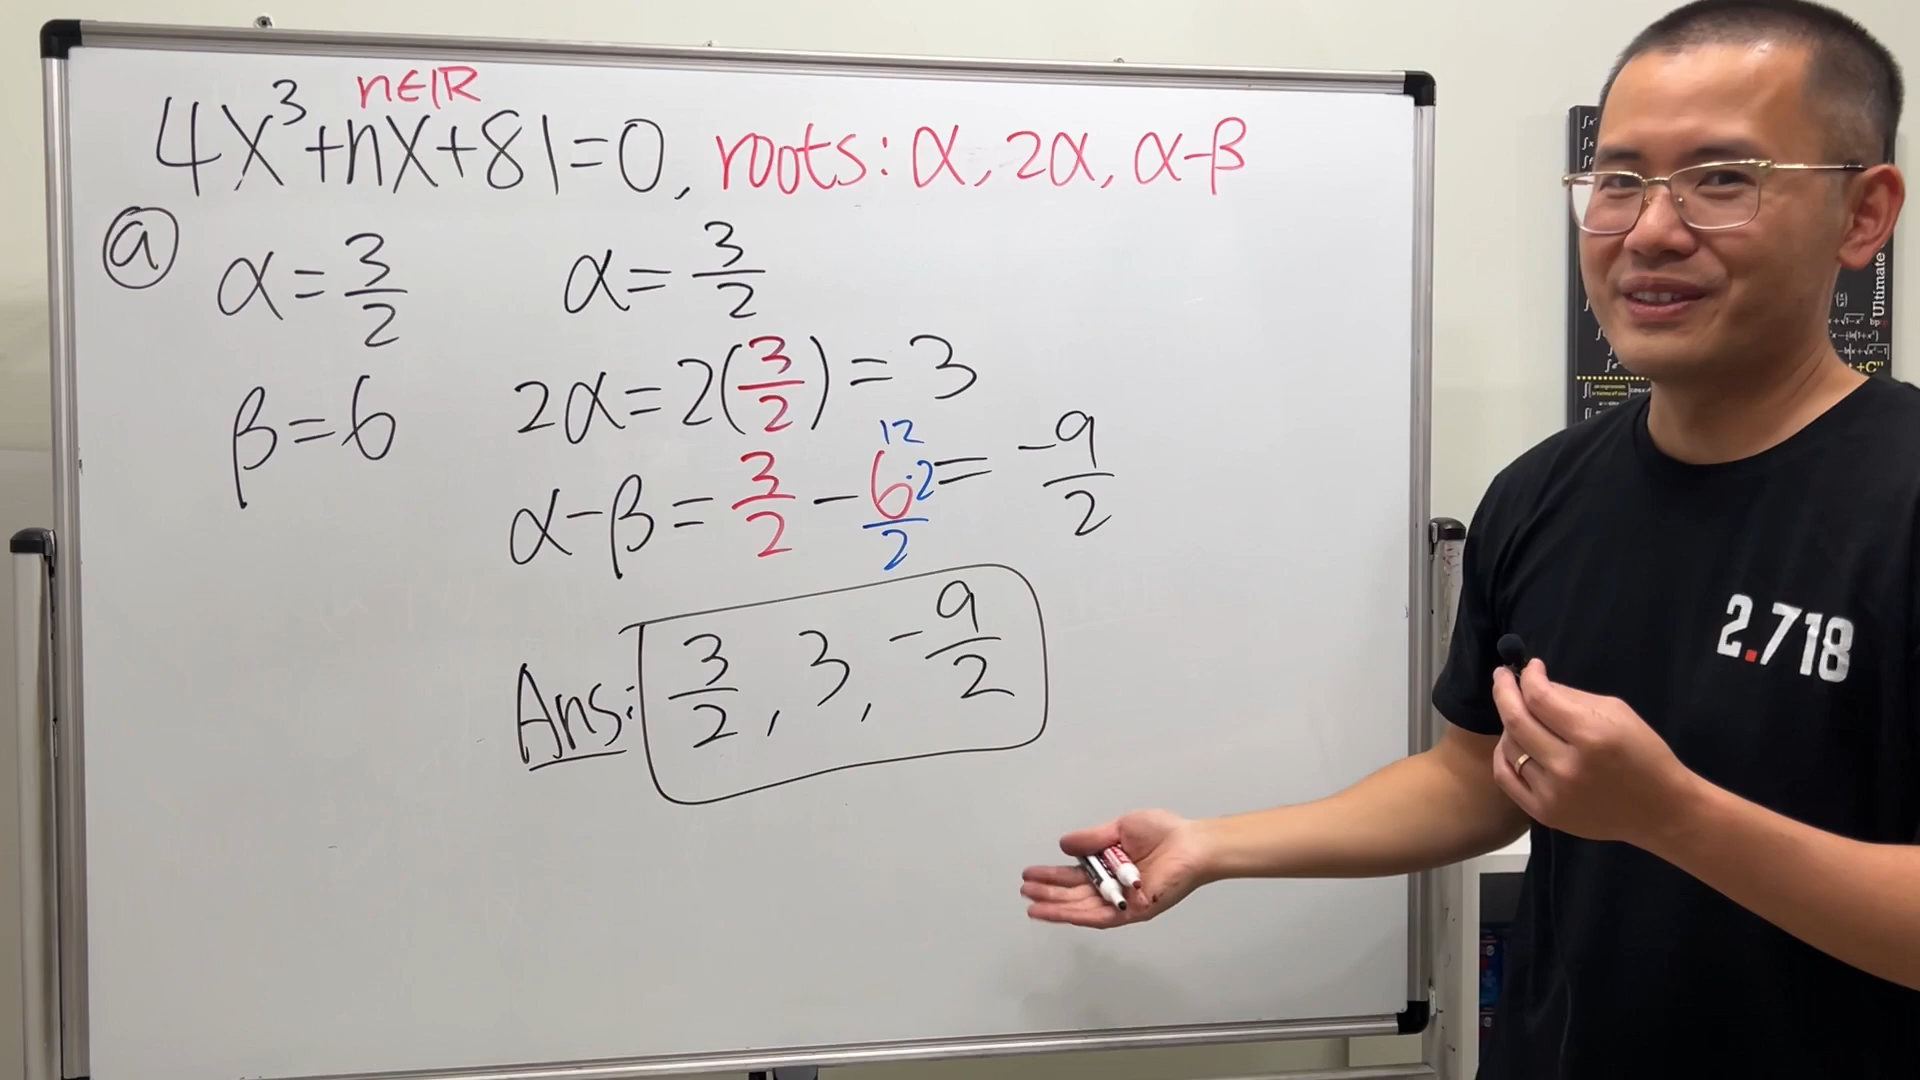 4x³+nx+81=0, roots: α, 2α, α-β
n∈ℝ
ⓐ
α=3/2
α=3/2
β=6
2α=2(3/2)=3
α-β=3/2-6·2/2=-9/2
12
Ans: 3/2, 3, -9/2
2.718
Ultimate
+C"